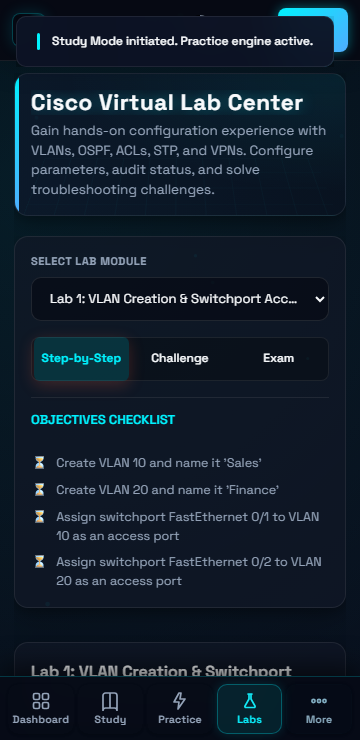 Study Mode initiated. Practice engine active.
Cisco Virtual Lab Center
Gain hands-on configuration experience with
VLANs, OSPF, ACLs, STP, and VPNs. Configure
parameters, audit status, and solve
troubleshooting challenges.
SELECT LAB MODULE
Lab 1: VLAN Creation & Switchport Acc...
Step-by-Step
Challenge
Exam
OBJECTIVES CHECKLIST
Create VLAN 10 and name it 'Sales'
Create VLAN 20 and name it 'Finance'
Assign switchport FastEthernet 0/1 to VLAN
10 as an access port
Assign switchport FastEthernet 0/2 to VLAN
20 as an access port
Lab 1: VLAN Creation & Switchport
Dashboard
Study
Practice
Labs
More